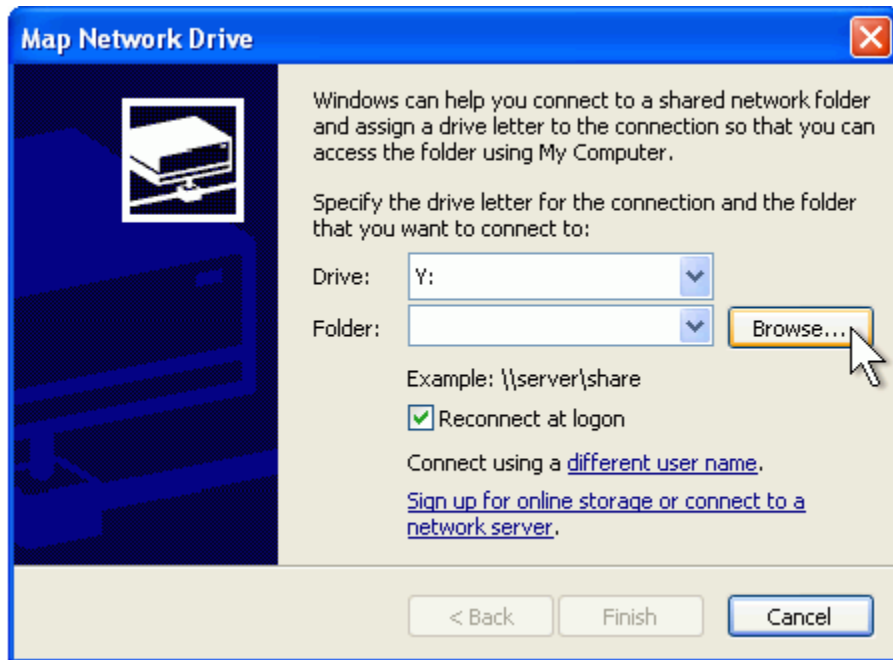 Map Network Drive
Windows can help you connect to a shared network folder
and assign a drive letter to the connection so that you can
access the folder using My Computer.
Specify the drive letter for the connection and the folder
that you want to connect to:
Drive: Y:
Folder: Browse...
Example: \\server\share
Reconnect at logon
Connect using a different user name.
Sign up for online storage or connect to a
network server.
< Back Finish Cancel